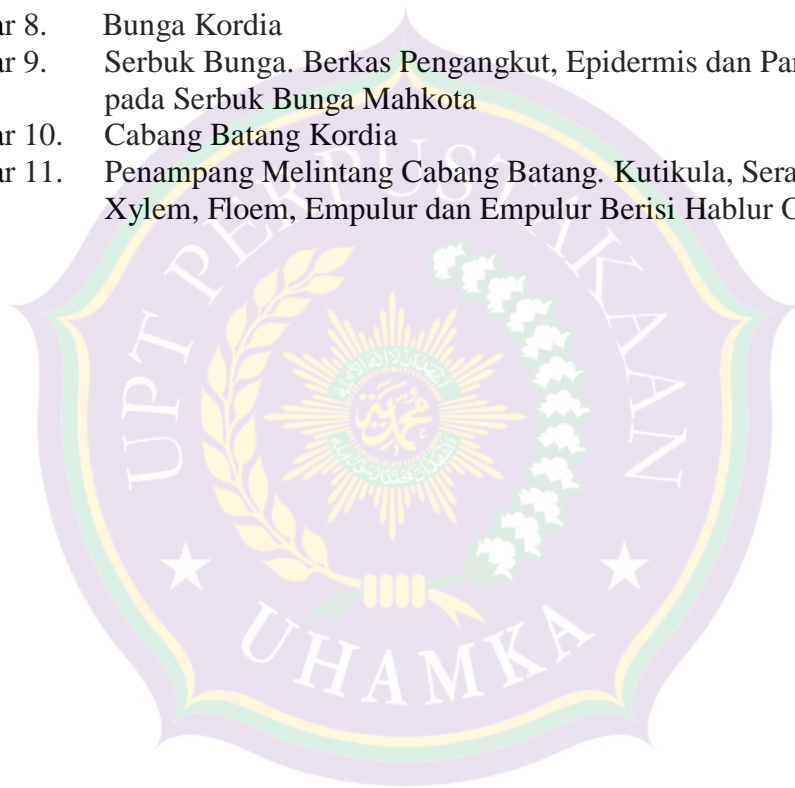 ar 8. Bunga Kordia
ar 9. Serbuk Bunga. Berkas Pengangkut, Epidermis dan Par
pada Serbuk Bunga Mahkota
ar 10. Cabang Batang Kordia
ar 11. Penampang Melintang Cabang Batang. Kutikula, Sera
Xylem, Floem, Empulur dan Empulur Berisi Hablur O
UPT PERPUSTAKAAN
UHAMKA